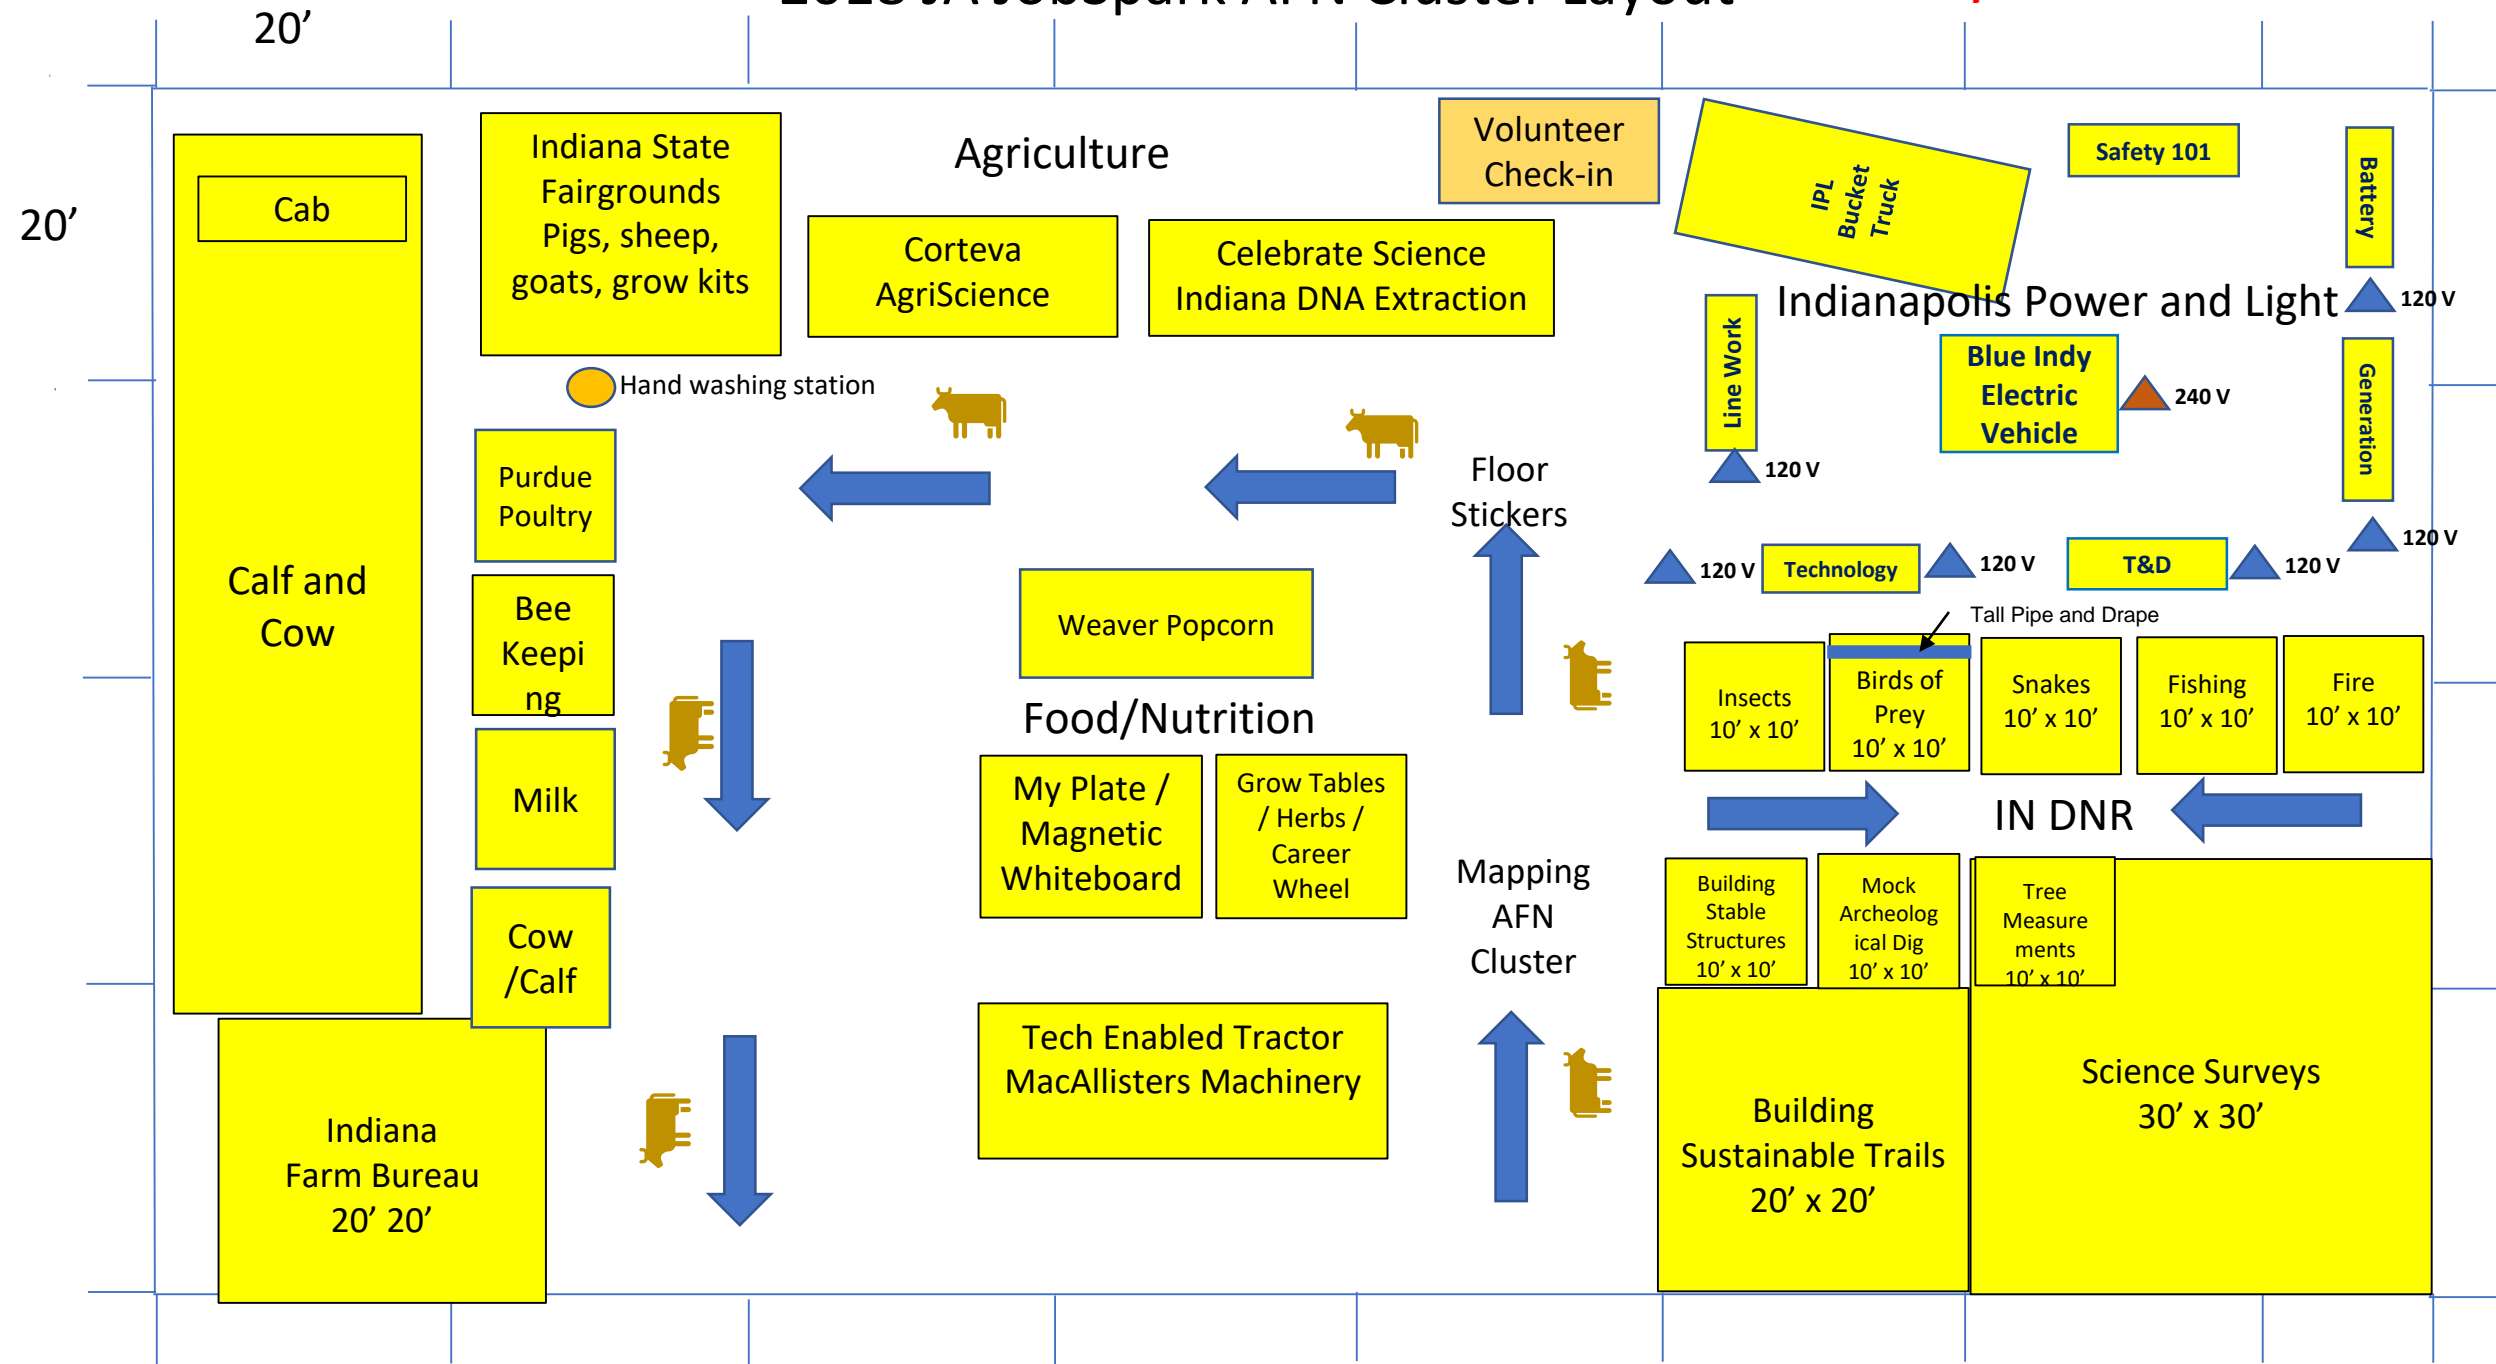 JA JobSpark AFN Cluster Layout
20’
20’
Cab
Calf and
Cow
Indiana State
Fairgrounds
Pigs, sheep,
goats, grow kits
Agriculture
Corteva
AgriScience
Celebrate Science
Indiana DNA Extraction
Volunteer
Check-in
IPL
Bucket
Truck
Safety 101
Battery
120 V
Indianapolis Power and Light
Line Work
120 V
Blue Indy
Electric
Vehicle
240 V
Generation
120 V
Hand washing station
Purdue
Poultry
Bee
Keepi
ng
Milk
Cow
/Calf
Indiana
Farm Bureau
20’ 20’
Floor
Stickers
Weaver Popcorn
Food/Nutrition
My Plate /
Magnetic
Whiteboard
Grow Tables
/ Herbs /
Career
Wheel
Mapping
AFN
Cluster
Tech Enabled Tractor
MacAllisters Machinery
120 V
Technology
120 V
T&D
120 V
Tall Pipe and Drape
Insects
10’ x 10’
Birds of
Prey
10’ x 10’
Snakes
10’ x 10’
Fishing
10’ x 10’
Fire
10’ x 10’
IN DNR
Building
Stable
Structures
10’ x 10’
Mock
Archeolog
ical Dig
10’ x 10’
Tree
Measure
ments
10’ x 10’
Building
Sustainable Trails
20’ x 20’
Science Surveys
30’ x 30’